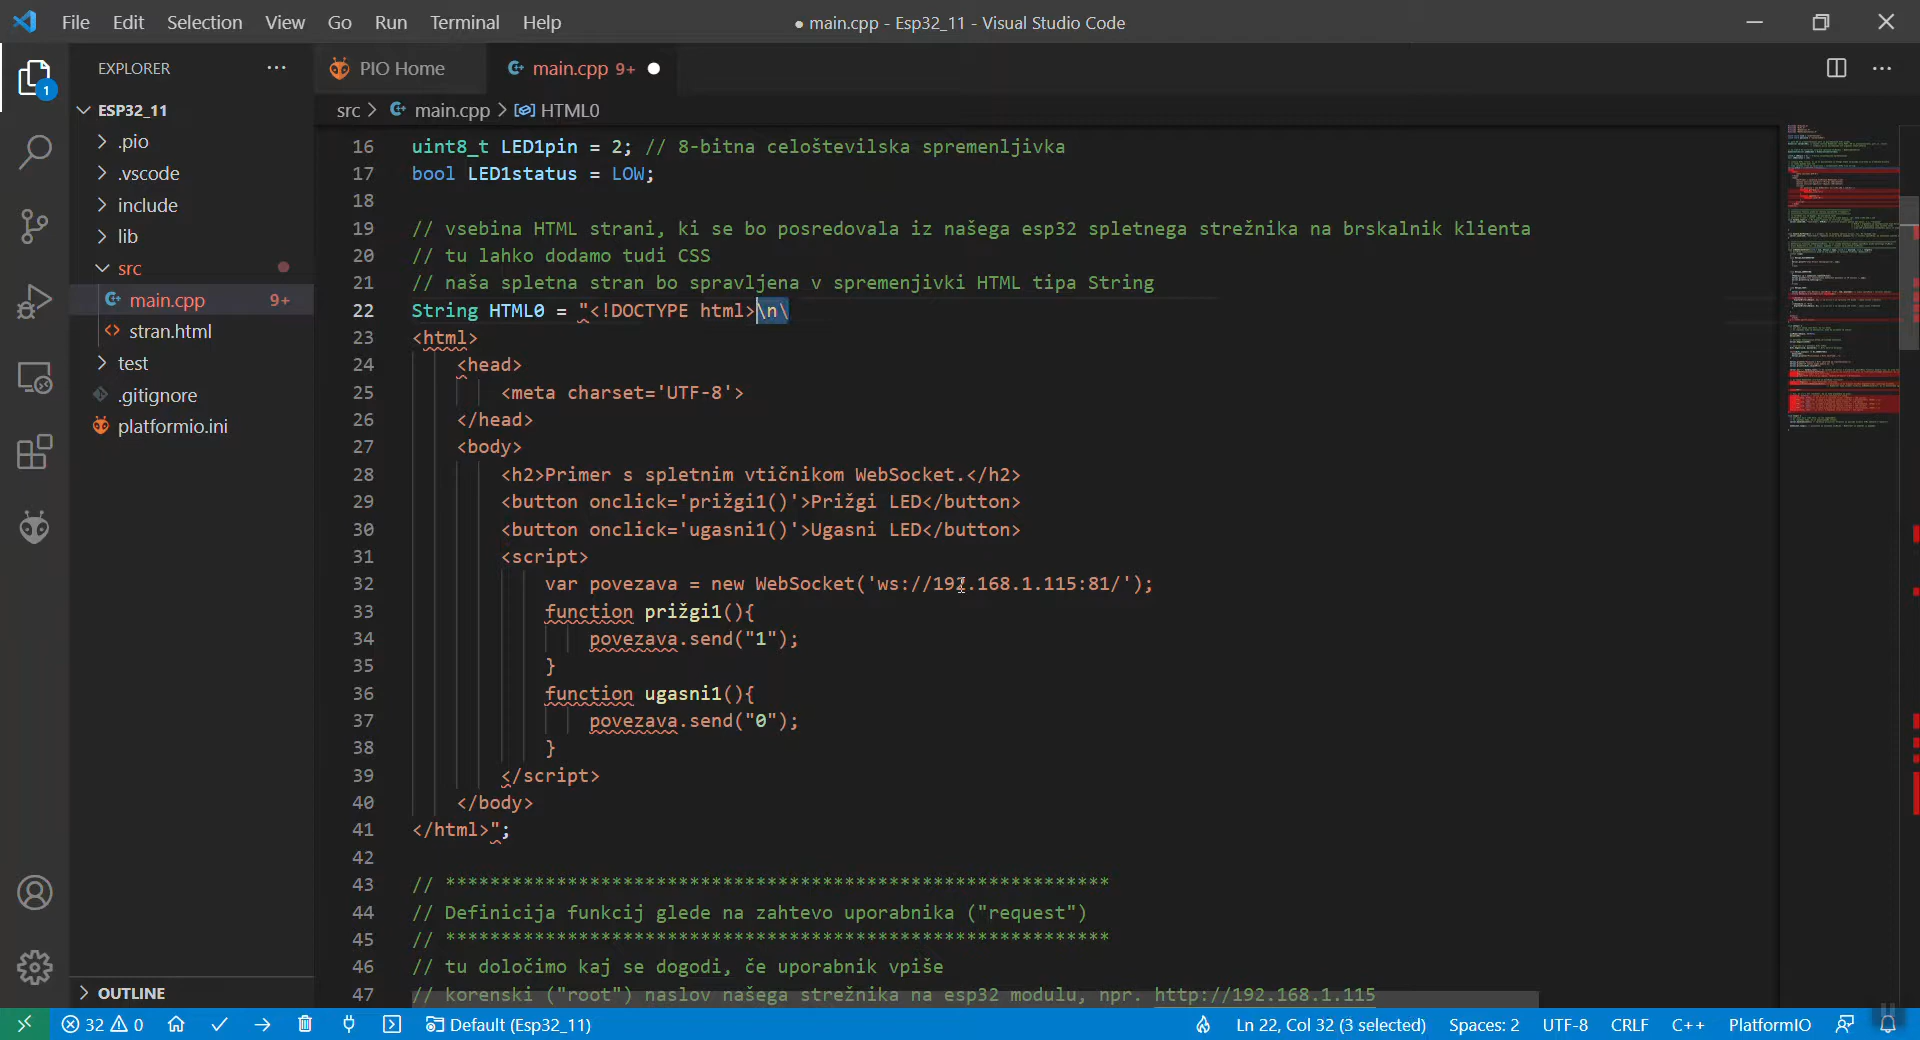 File Edit Selection View Go Run Terminal Help
● main.cpp - Esp32_11 - Visual Studio Code
EXPLORER
PIO Home
main.cpp 9+
1
ESP32_11
src > main.cpp > HTML0
.pio
.vscode
include
lib
src
main.cpp 9+
stran.html
test
.gitignore
platformio.ini
OUTLINE
16 uint8_t LED1pin = 2; // 8-bitna celoštevilska spremenljivka
17 bool LED1status = LOW;
18
19 // vsebina HTML strani, ki se bo posredovala iz našega esp32 spletnega strežnika na brskalnik klienta
20 // tu lahko dodamo tudi CSS
21 // naša spletna stran bo spravljena v spremenjivki HTML tipa String
22 String HTML0 = "<!DOCTYPE html>\n\
23 <html>
24 <head>
25 <meta charset='UTF-8'>
26 </head>
27 <body>
28 <h2>Primer s spletnim vtičnikom WebSocket.</h2>
29 <button onclick='prižgi1()'>Prižgi LED</button>
30 <button onclick='ugasni1()'>Ugasni LED</button>
31 <script>
32 var povezava = new WebSocket('ws://192.168.1.115:81/');
33 function prižgi1(){
34 povezava.send("1");
35 }
36 function ugasni1(){
37 povezava.send("0");
38 }
39 </script>
40 </body>
41 </html>";
42
43 // ************************************************************
44 // Definicija funkcij glede na zahtevo uporabnika ("request")
45 // ************************************************************
46 // tu določimo kaj se dogodi, če uporabnik vpiše
47 // korenski ("root") naslov našega strežnika na esp32 modulu, npr. http://192.168.1.115
32 0 Default (Esp32_11) Ln 22, Col 32 (3 selected) Spaces: 2 UTF-8 CRLF C++ PlatformIO